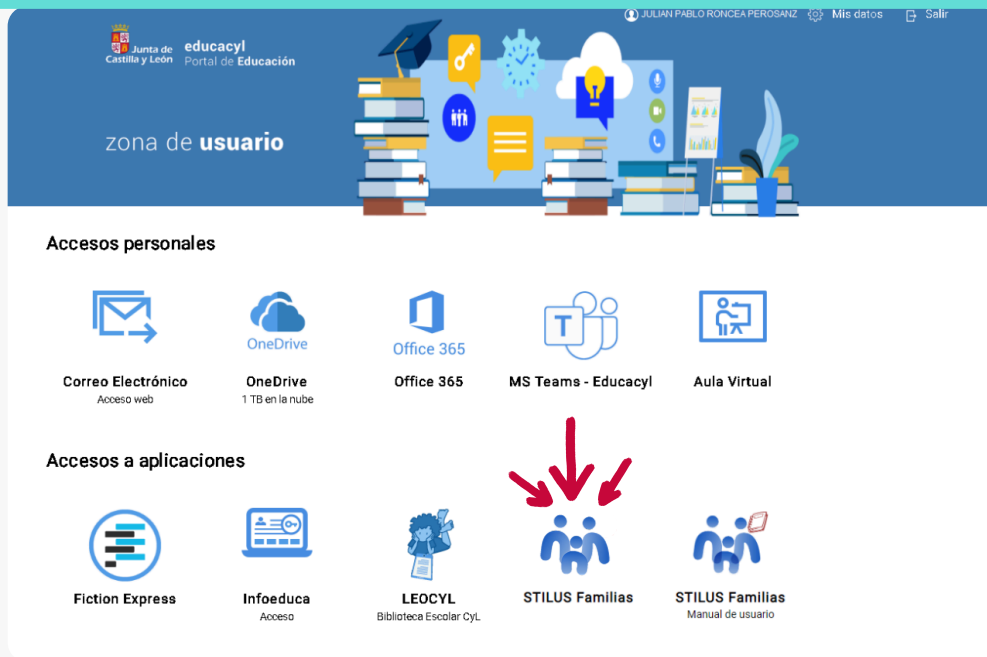 JULIAN PABLO RONCEA PEROSANZ Mis datos Salir
Junta de
Castilla y León
educacyl
Portal de Educación
zona de usuario
Accesos personales
OneDrive
Office 365
T
Correo Electrónico
Acceso web
OneDrive
1 TB en la nube
Office 365
MS Teams - Educacyl
Aula Virtual
Accesos a aplicaciones
Fiction Express
Infoeduca
Acceso
LEOCYL
Biblioteca Escolar CyL
STILUS Familias
STILUS Familias
Manual de usuario